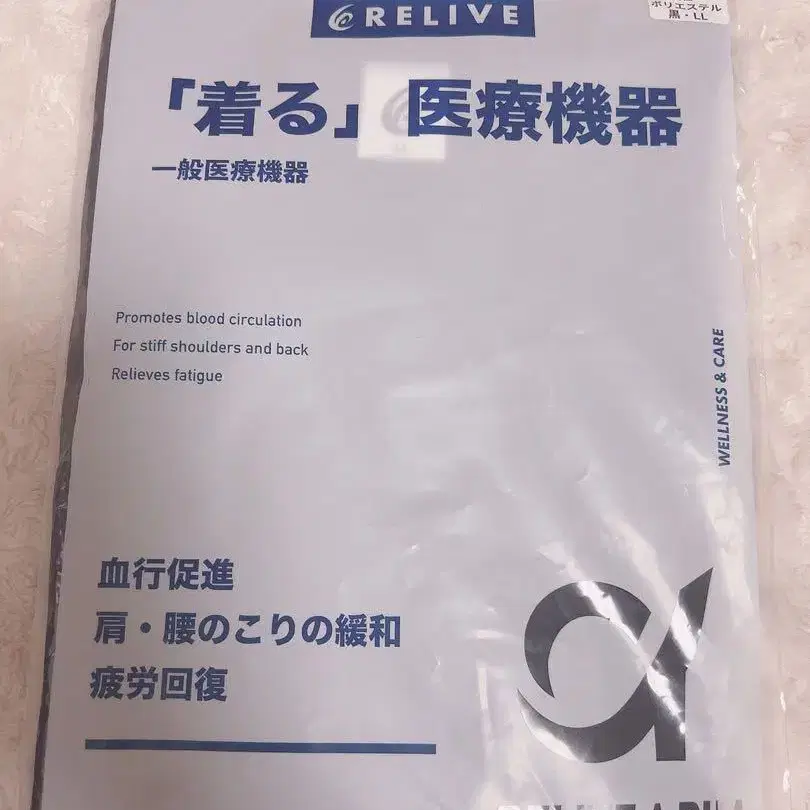 RELIVE
ポリエステル
黒・LL
「着る」医療機器
一般医療機器
Promotes blood circulation
For stiff shoulders and back
Relieves fatigue
WELLNESS & CARE
血行促進
肩・腰のこりの緩和
疲労回復